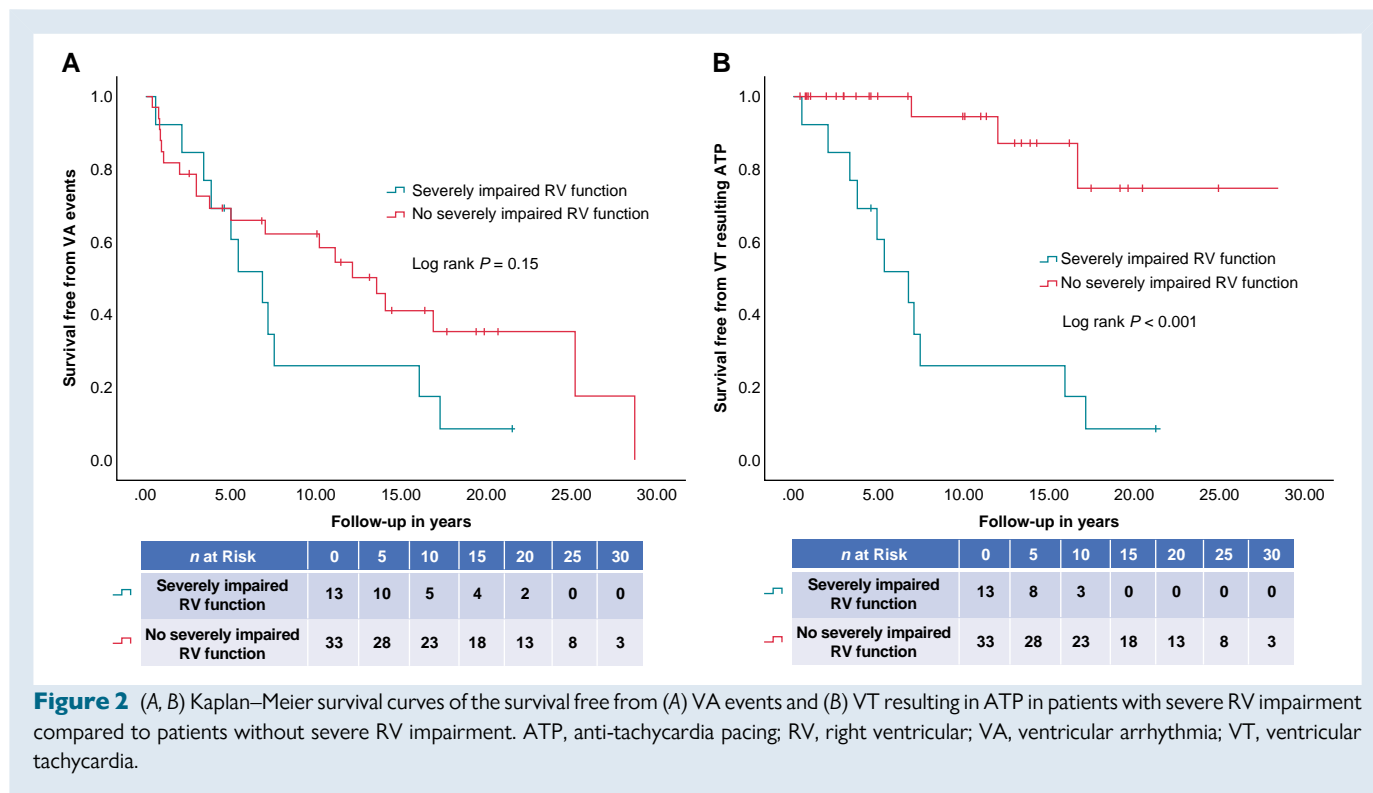 A
Survival free from VA events
1.0
0.8
0.6
0.4
0.2
0.0
Severely impaired RV function
No severely impaired RV function
Log rank P = 0.15
.00 5.00 10.00 15.00 20.00 25.00 30.00
Follow-up in years
n at Risk 0 5 10 15 20 25 30
Severely impaired
RV function 13 10 5 4 2 0 0
No severely impaired
RV function 33 28 23 18 13 8 3
B
Survival free from VT resulting ATP
1.0
0.8
0.6
0.4
0.2
0.0
Severely impaired RV function
No severely impaired RV function
Log rank P < 0.001
.00 5.00 10.00 15.00 20.00 25.00 30.00
Follow-up in years
n at Risk 0 5 10 15 20 25 30
Severely impaired
RV function 13 8 3 0 0 0 0
No severely impaired
RV function 33 28 23 18 13 8 3
Figure 2 (A, B) Kaplan–Meier survival curves of the survival free from (A) VA events and (B) VT resulting in ATP in patients with severe RV impairment
compared to patients without severe RV impairment. ATP, anti-tachycardia pacing; RV, right ventricular; VA, ventricular arrhythmia; VT, ventricular
tachycardia.